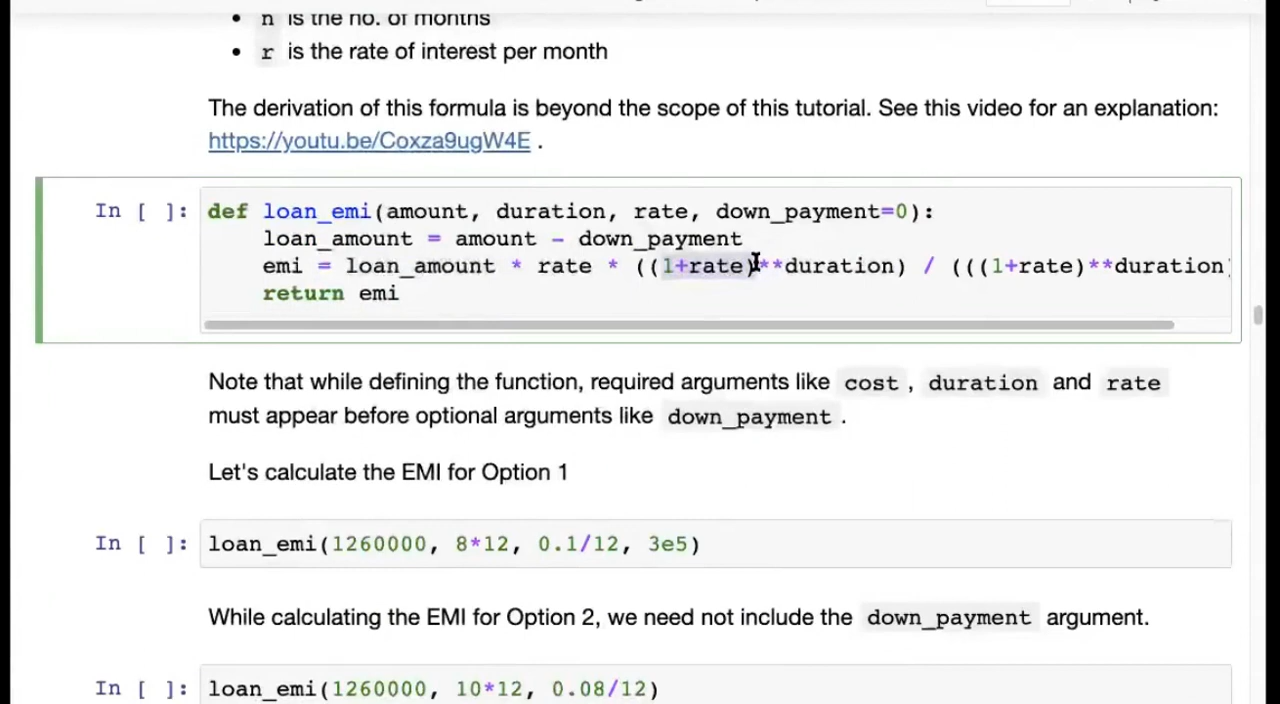 n is the no. of months
r is the rate of interest per month
The derivation of this formula is beyond the scope of this tutorial. See this video for an explanation:
https://youtu.be/Coxza9ugW4E .
In [ ]: def loan_emi(amount, duration, rate, down_payment=0):
loan_amount = amount - down_payment
emi = loan_amount * rate * ((1+rate)**duration) / (((1+rate)**duration)
return emi
Note that while defining the function, required arguments like cost , duration and rate
must appear before optional arguments like down_payment .
Let's calculate the EMI for Option 1
In [ ]: loan_emi(1260000, 8*12, 0.1/12, 3e5)
While calculating the EMI for Option 2, we need not include the down_payment argument.
In [ ]: loan_emi(1260000, 10*12, 0.08/12)